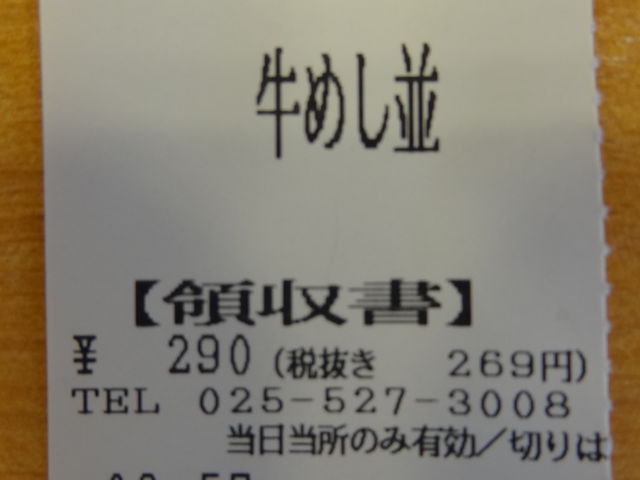 牛めし並
【領収書】
¥ 290 (税抜き 269円)
TEL 025-527-3008
当日当所のみ有効/切りは